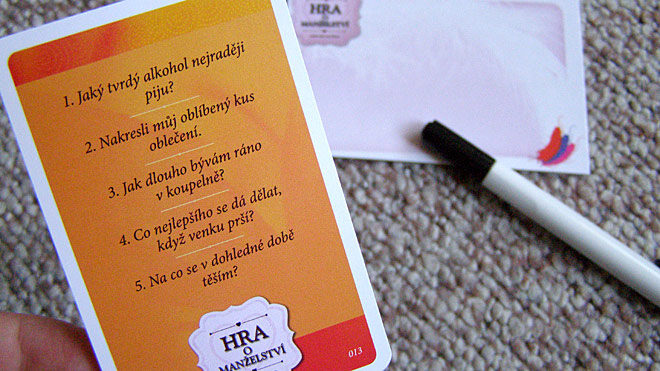 1. Jaký tvrdý alkohol nejraději
piju?
2. Nakresli můj oblíbený kus
oblečení.
3. Jak dlouho bývám ráno
v koupelně?
4. Co nejlepšího se dá dělat,
když venku prší?
5. Na co se v dohledné době
těším?
HRA
O
MANŽELSTVÍ
013
HRA
O
MANŽELSTVÍ